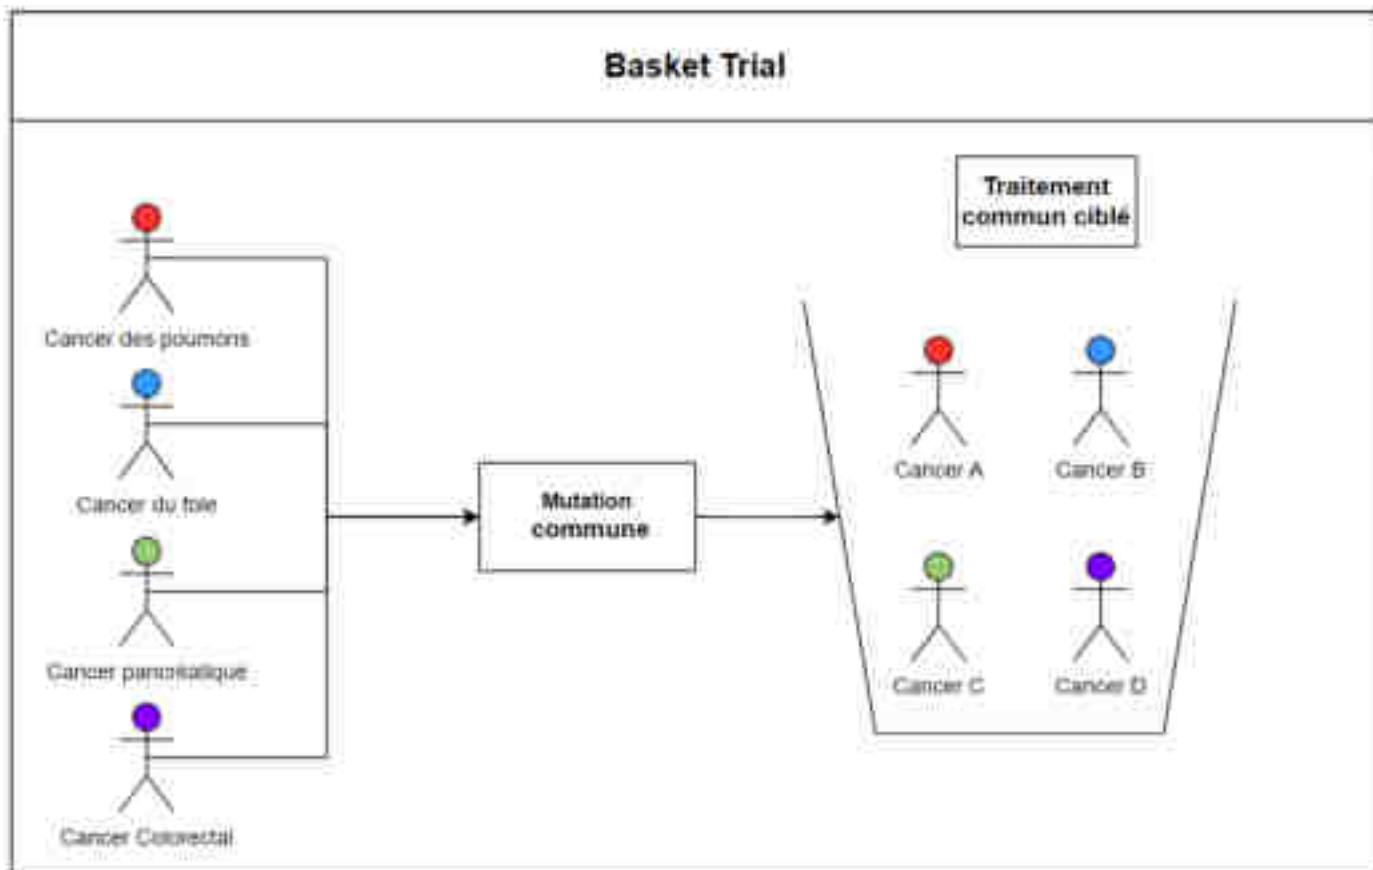 Basket Trial
Traitement
commun ciblé
Cancer des poumons
Cancer du foie
Cancer pancréatique
Cancer Colorectal
Mutation
commune
Cancer A
Cancer B
Cancer C
Cancer D